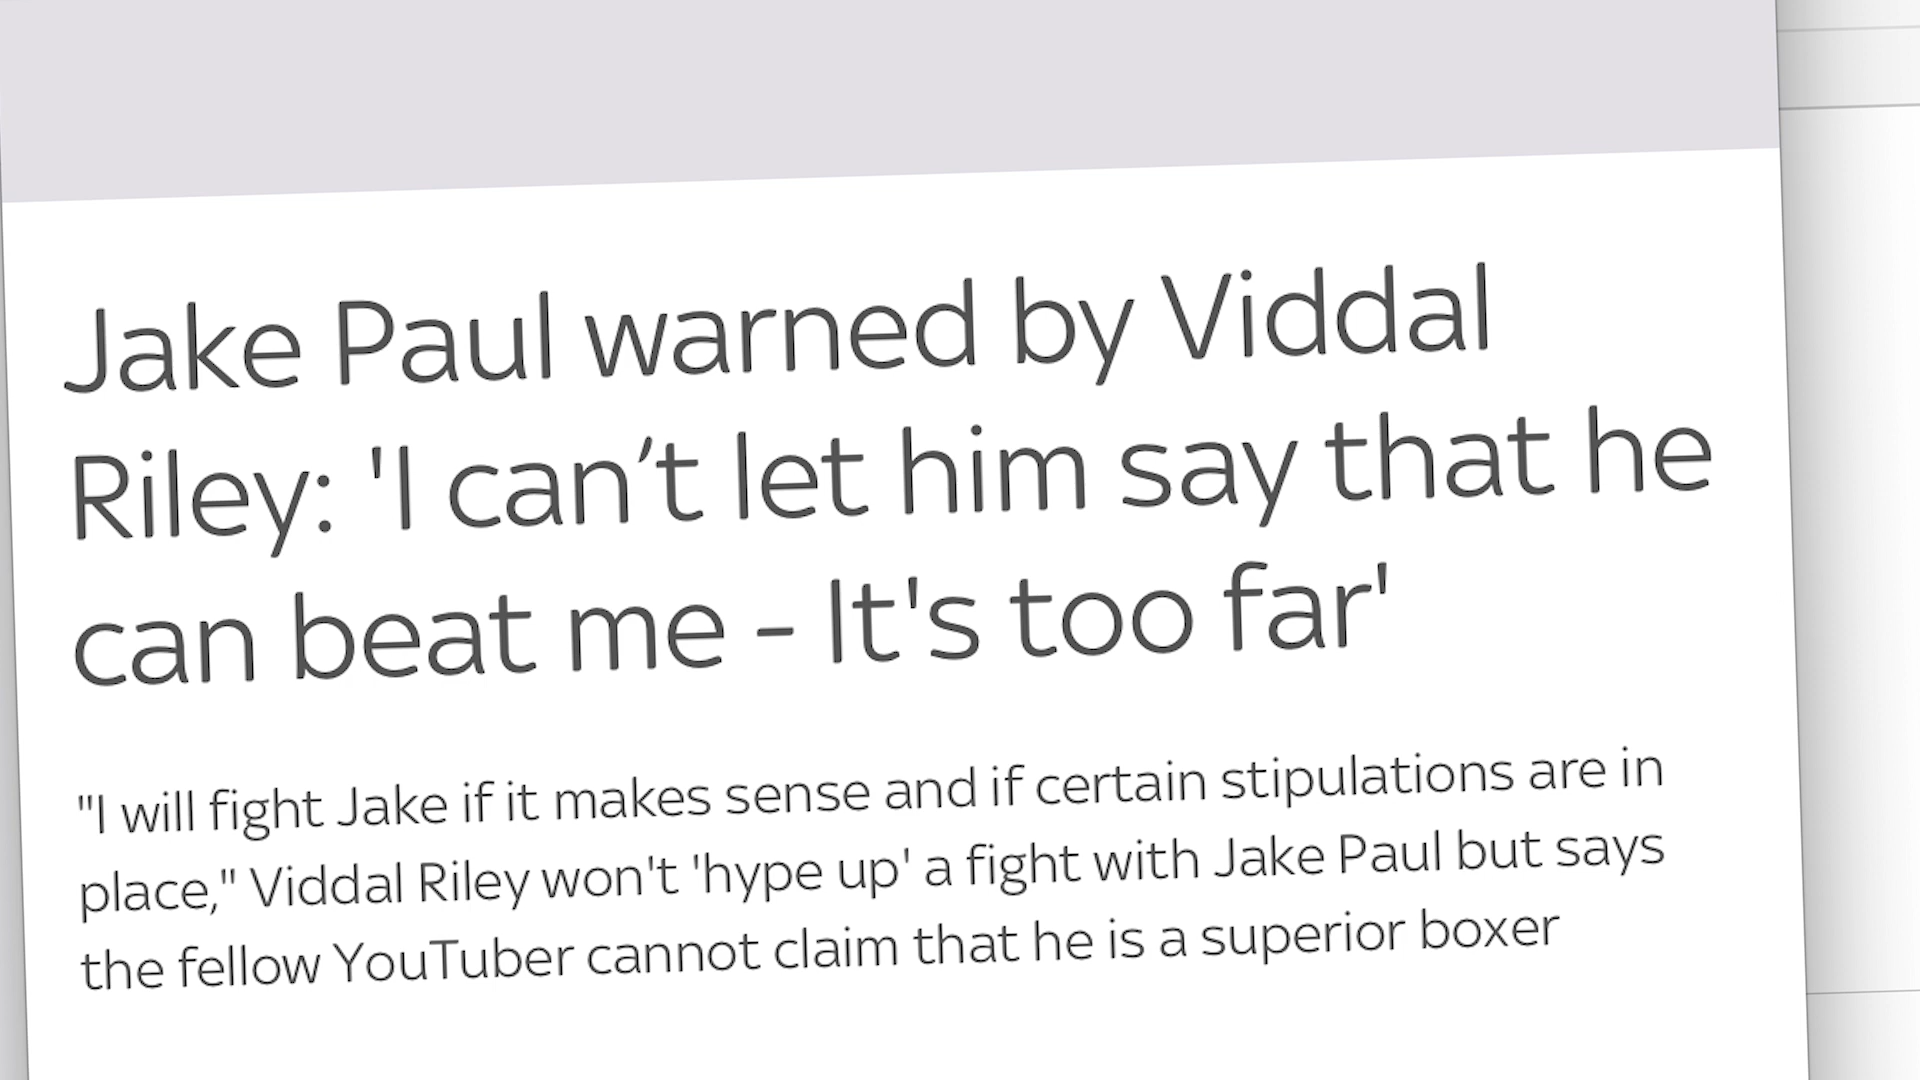 Jake Paul warned by Viddal
Riley: 'I can’t let him say that he
can beat me - It's too far'
"I will fight Jake if it makes sense and if certain stipulations are in
place," Viddal Riley won't 'hype up' a fight with Jake Paul but says
the fellow YouTuber cannot claim that he is a superior boxer